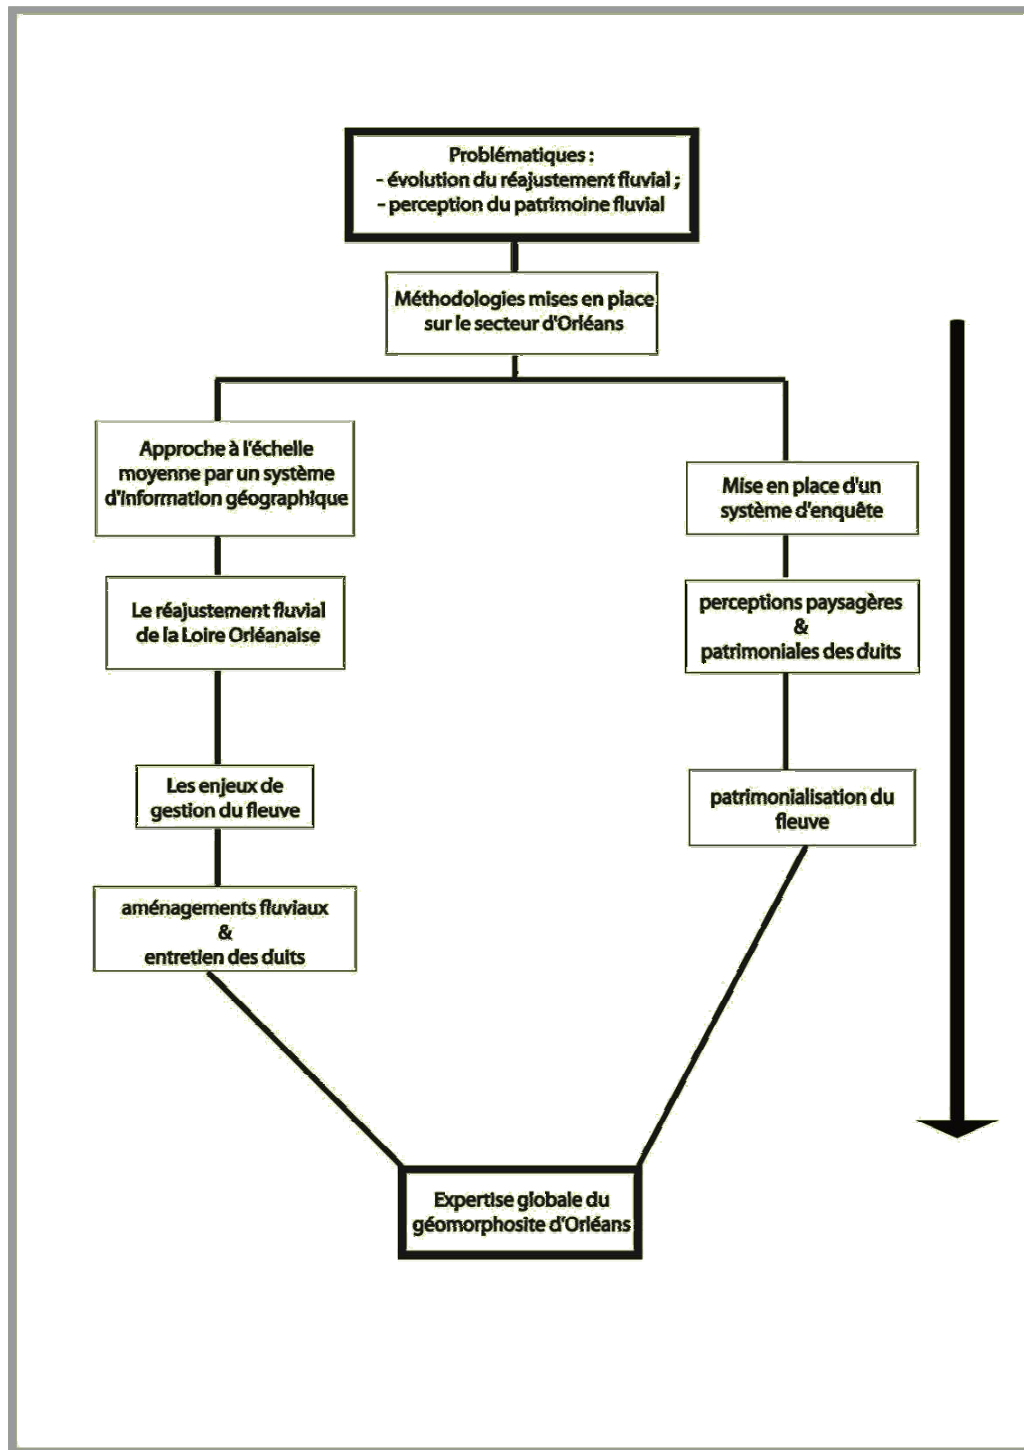 Problématiques :
- évolution du réajustement fluvial ;
- perception du patrimoine fluvial
Méthodologies mises en place
sur le secteur d'Orléans
Approche à l'échelle
moyenne par un système
d'information géographique
Mise en place d'un
système d'enquête
Le réajustement fluvial
de la Loire Orléanaise
perceptions paysagères
&
patrimoniales des duits
Les enjeux de
gestion du fleuve
patrimonialisation du
fleuve
aménagements fluviaux
&
entretien des duits
Expertise globale du
géomorphosite d'Orléans